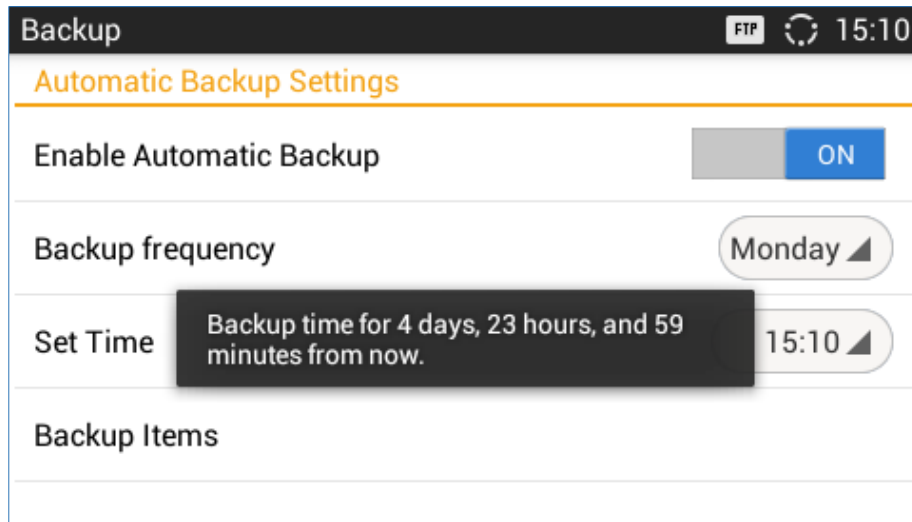 Backup FTP 15:10
Automatic Backup Settings
Enable Automatic Backup ON
Backup frequency Monday
Set Time 15:10
Backup time for 4 days, 23 hours, and 59
minutes from now.
Backup Items